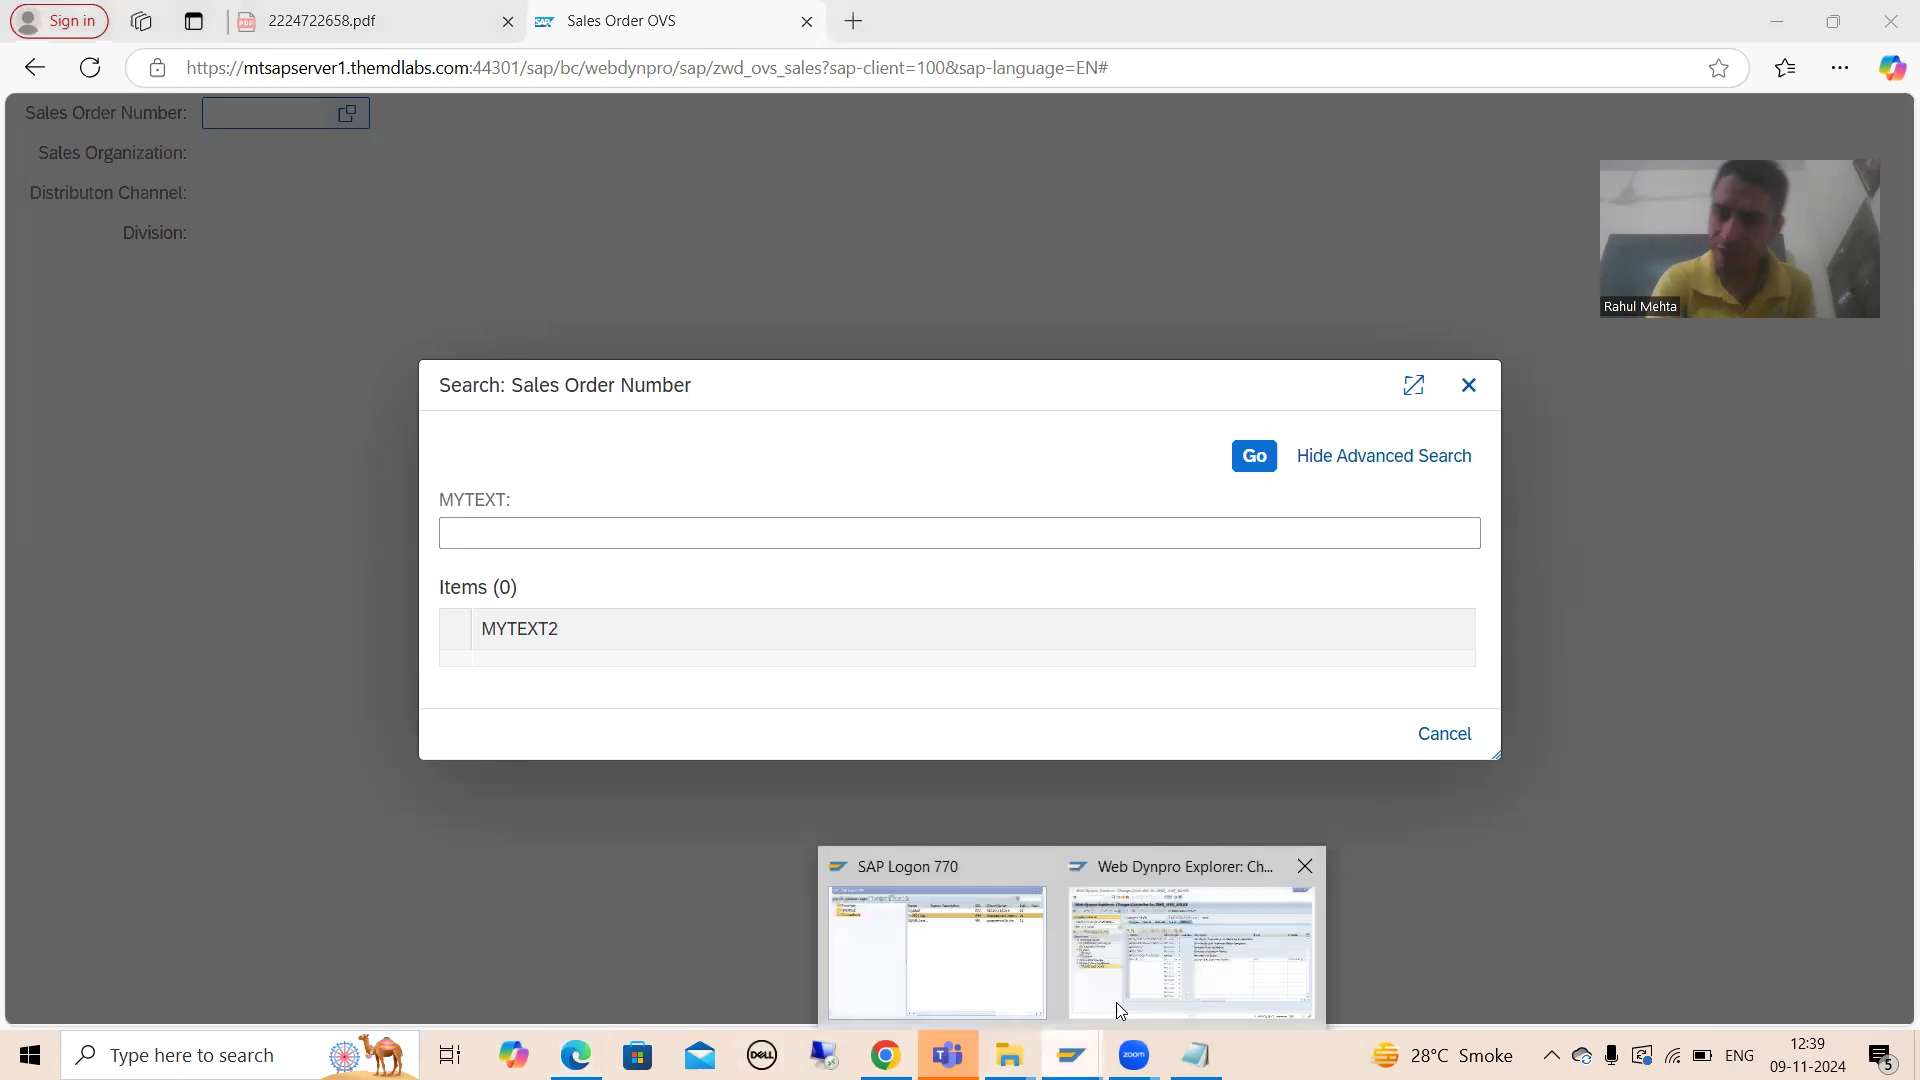 Sign in
2224722658.pdf
Sales Order OVS
https://mtsapserver1.themdlabs.com:44301/sap/bc/webdynpro/sap/zwd_ovs_sales?sap-client=100&sap-language=EN#
Sales Order Number:
Sales Organization:
Distributon Channel:
Division:
Rahul Mehta
Search: Sales Order Number
Go
Hide Advanced Search
MYTEXT:
Items (0)
MYTEXT2
Cancel
SAP Logon 770
Web Dynpro Explorer: Ch...
Type here to search
DELL
zoom
28°C Smoke
ENG
12:39
09-11-2024
5